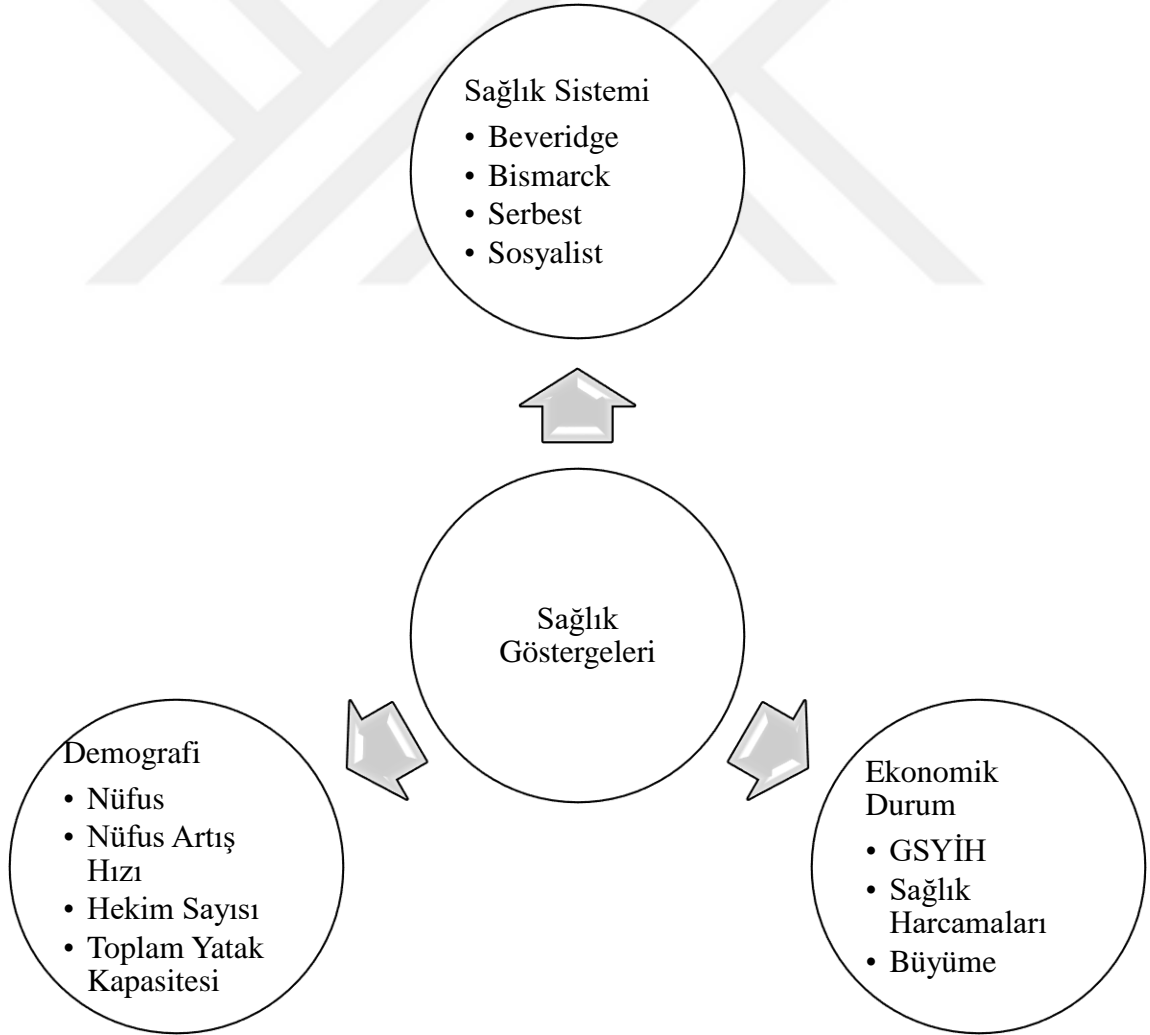 Sağlık Sistemi
• Beveridge
• Bismarck
• Serbest
• Sosyalist
Sağlık
Göstergeleri
Demografi
• Nüfus
• Nüfus Artış
Hızı
• Hekim Sayısı
• Toplam Yatak
Kapasitesi
Ekonomik
Durum
• GSYİH
• Sağlık
Harcamaları
• Büyüme